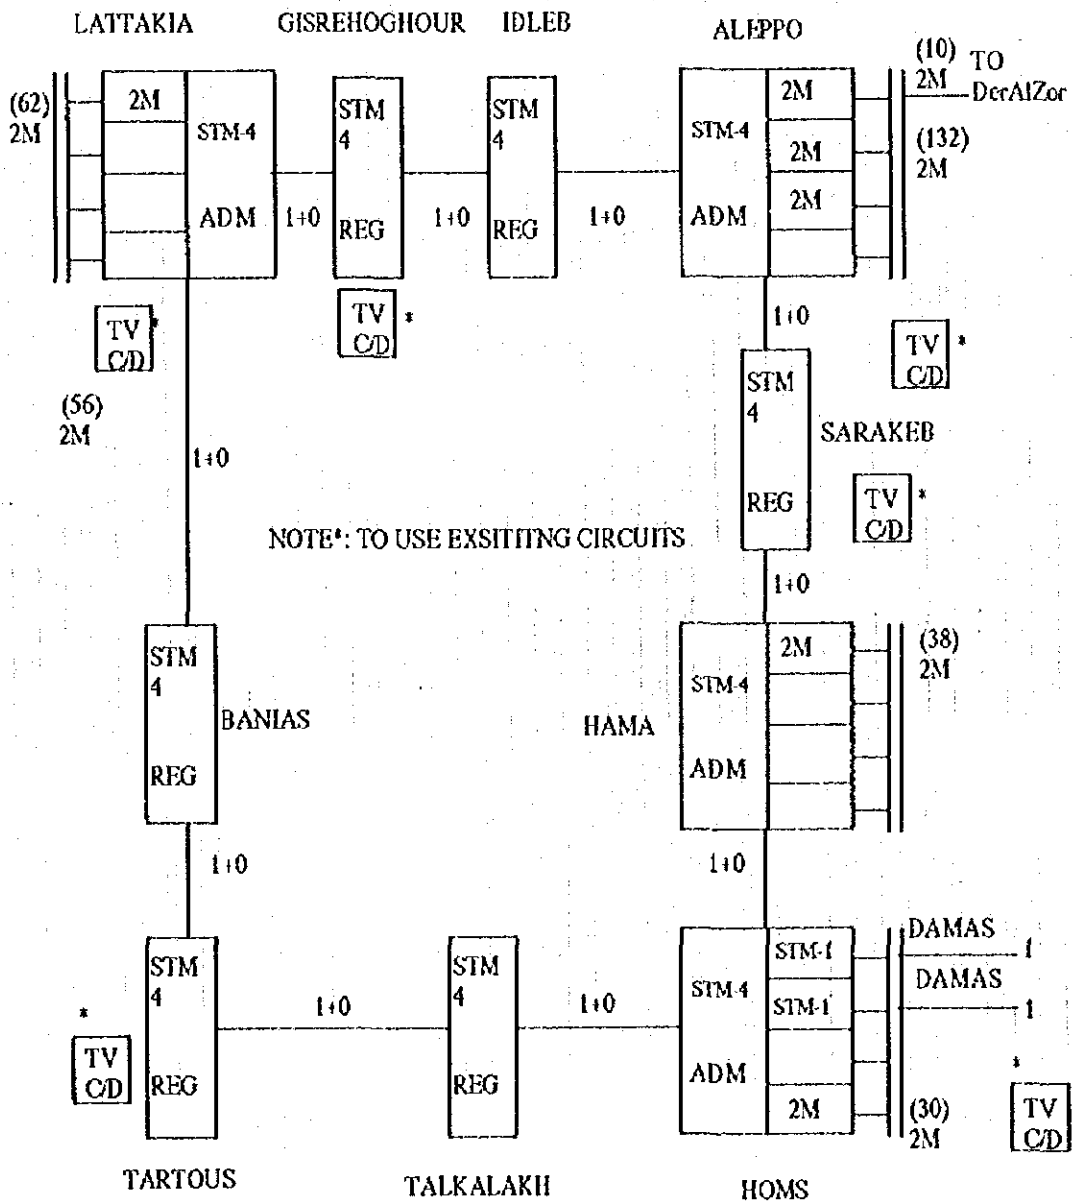 LATTAKIA
GISREHOGHOUR
IDLEB
ALEPPO
(62)
2M
2M
STM-4
ADM
1+0
STM
4
REG
1+0
STM
4
REG
1+0
STM-4
ADM
2M
2M
2M
(10)
2M
TO
DerAlZor
(132)
2M
TV
C/D
*
TV
C/D
*
1+0
TV
C/D
*
(56)
2M
1+0
STM
4
REG
SARAKEB
TV
C/D
*
NOTE*: TO USE EXSITITNG CIRCUITS
1+0
STM
4
REG
BANIAS
HAMA
STM-4
ADM
2M
(38)
2M
1+0
1+0
*
TV
C/D
STM
4
REG
1+0
STM
4
REG
1+0
STM-4
ADM
STM-1
STM-1
2M
DAMAS
1
DAMAS
1
(30)
2M
*
TV
C/D
TARTOUS
TALKALAKH
HOMS